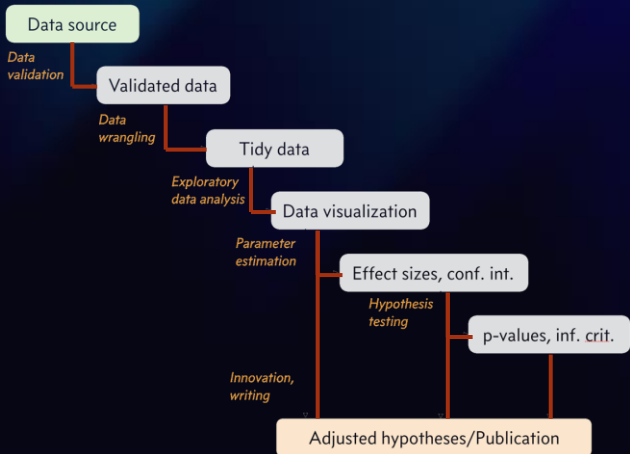 Data source
Data
validation
Validated data
Data
wrangling
Tidy data
Exploratory
data analysis
Data visualization
Parameter
estimation
Effect sizes, conf. int.
Hypothesis
testing
p-values, inf. crit.
Innovation,
writing
Adjusted hypotheses/Publication